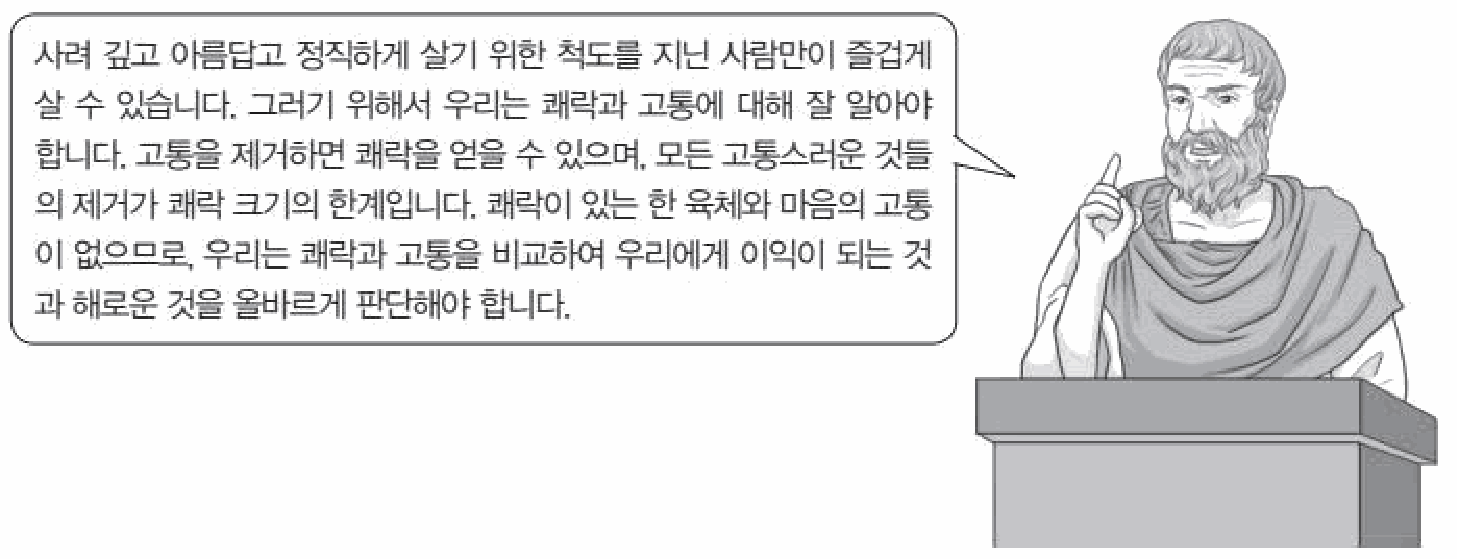 사려 깊고 아름답고 정직하게 살기 위한 척도를 지닌 사람만이 즐겁게
살 수 있습니다. 그러기 위해서 우리는 쾌락과 고통에 대해 잘 알아야
합니다. 고통을 제거하면 쾌락을 얻을 수 있으며, 모든 고통스러운 것들
의 제거가 쾌락 크기의 한계입니다. 쾌락이 있는 한 육체와 마음의 고통
이 없으므로, 우리는 쾌락과 고통을 비교하여 우리에게 이익이 되는 것
과 해로운 것을 올바르게 판단해야 합니다.